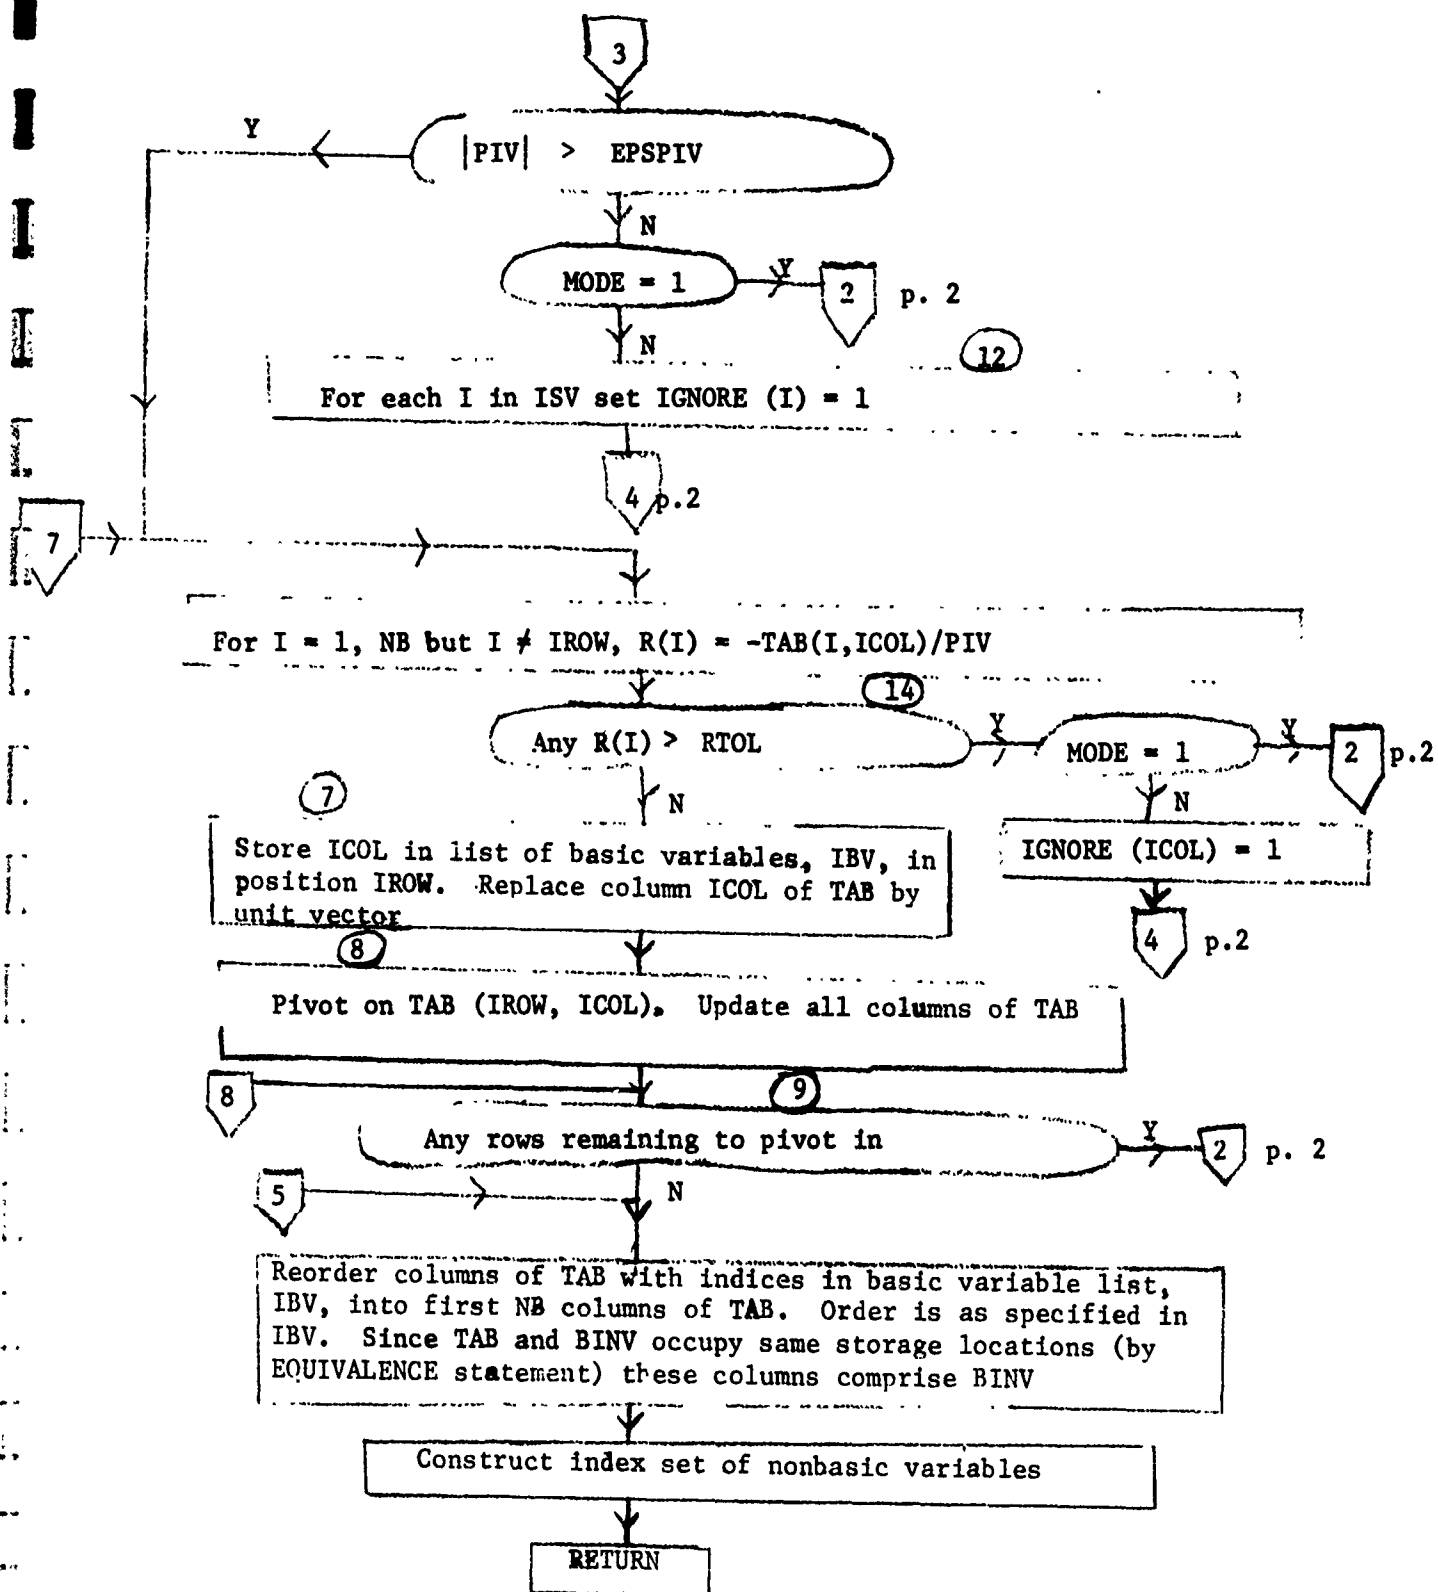 3
Y
|PIV| > EPSPIV
N
MODE = 1
Y
2
p. 2
N
12
For each I in ISV set IGNORE (I) = 1
4 p.2
7
For I = 1, NB but I ≠ IROW, R(I) = -TAB(I,ICOL)/PIV
14
Any R(I) > RTOL
Y
MODE = 1
Y
2
p.2
N
N
7
Store ICOL in list of basic variables, IBV, in
position IROW. Replace column ICOL of TAB by
unit vector
IGNORE (ICOL) = 1
4
p.2
8
Pivot on TAB (IROW, ICOL). Update all columns of TAB
8
9
Any rows remaining to pivot in
Y
2
p. 2
5
N
Reorder columns of TAB with indices in basic variable list,
IBV, into first NB columns of TAB. Order is as specified in
IBV. Since TAB and BINV occupy same storage locations (by
EQUIVALENCE statement) these columns comprise BINV
Construct index set of nonbasic variables
RETURN